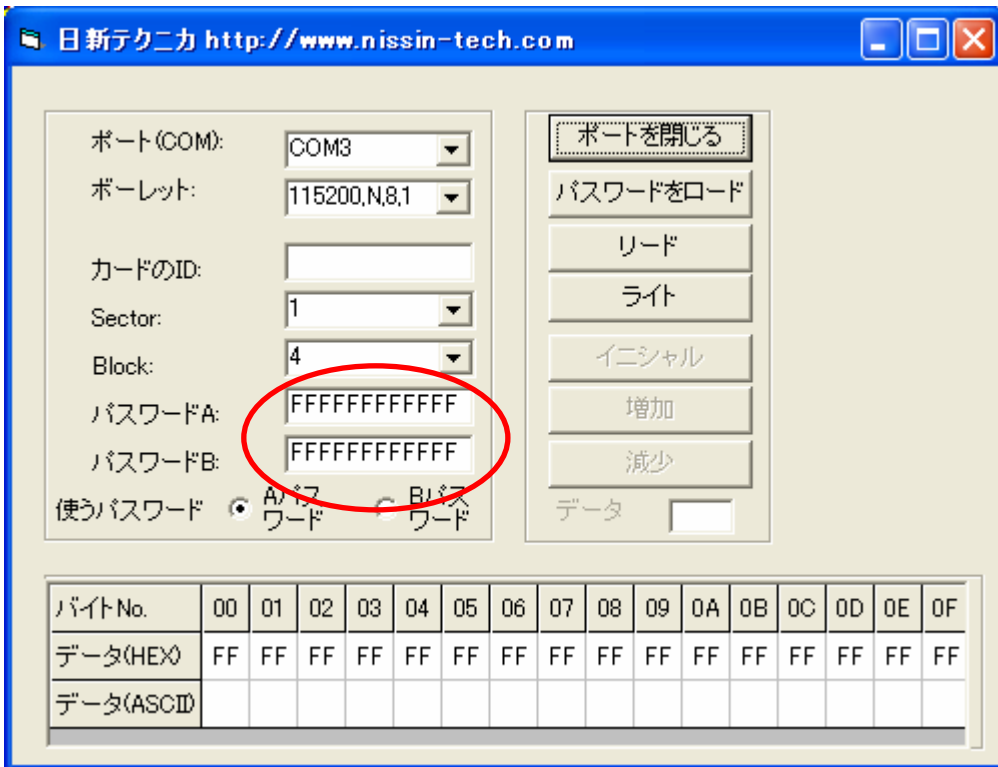 日新テクニカ http://www.nissin-tech.com
ポート(COM): COM3
ボーレット: 115200,N,8,1
カードのID:
Sector: 1
Block: 4
パスワードA: FFFFFFFFFFFF
パスワードB: FFFFFFFFFFFF
使うパスワード Aパスワード Bパスワード
ポートを閉じる
パスワードをロード
リード
ライト
イニシャル
増加
減少
データ
バイトNo. 00 01 02 03 04 05 06 07 08 09 0A 0B 0C 0D 0E 0F
データ(HEX) FF FF FF FF FF FF FF FF FF FF FF FF FF FF FF FF
データ(ASCII)